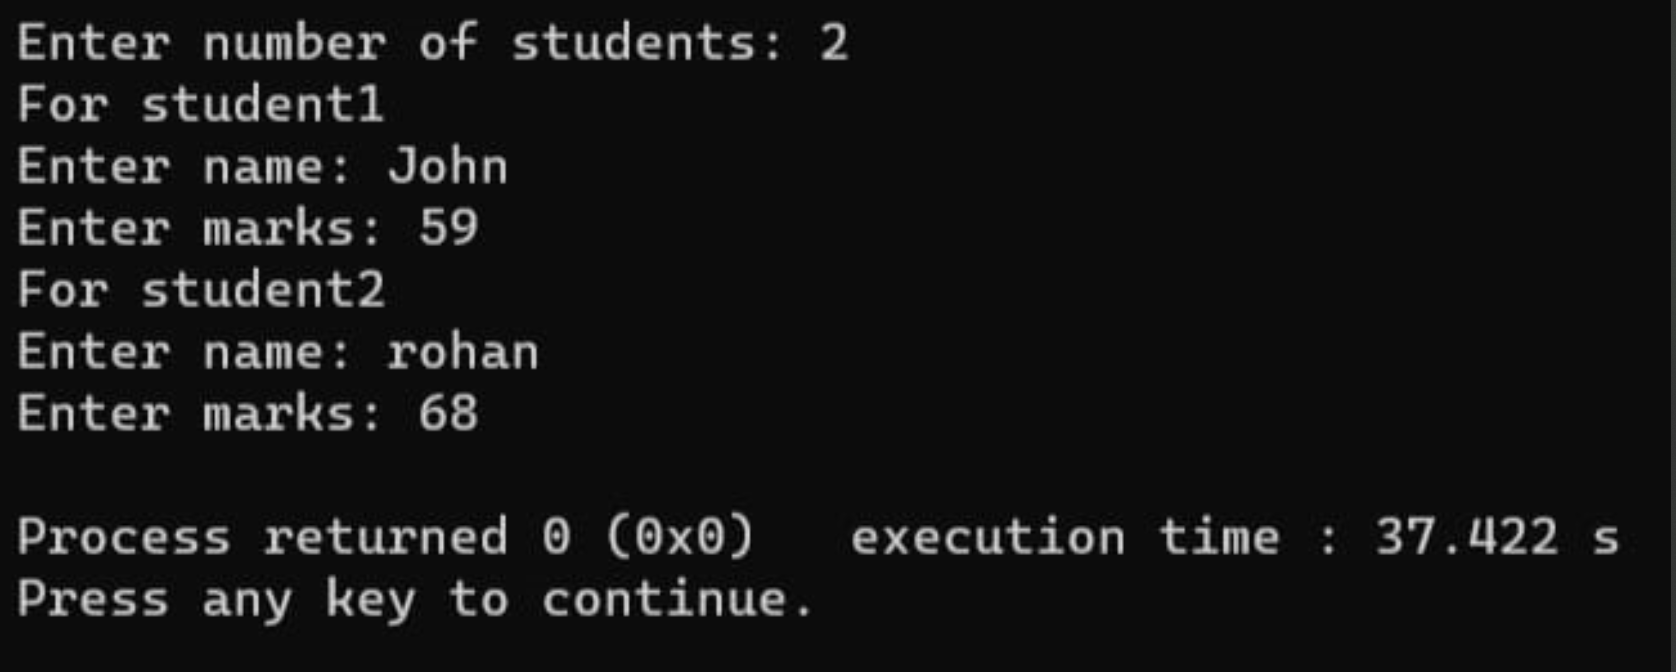 Enter number of students: 2
For student1
Enter name: John
Enter marks: 59
For student2
Enter name: rohan
Enter marks: 68
Process returned 0 (0x0)   execution time : 37.422 s
Press any key to continue.